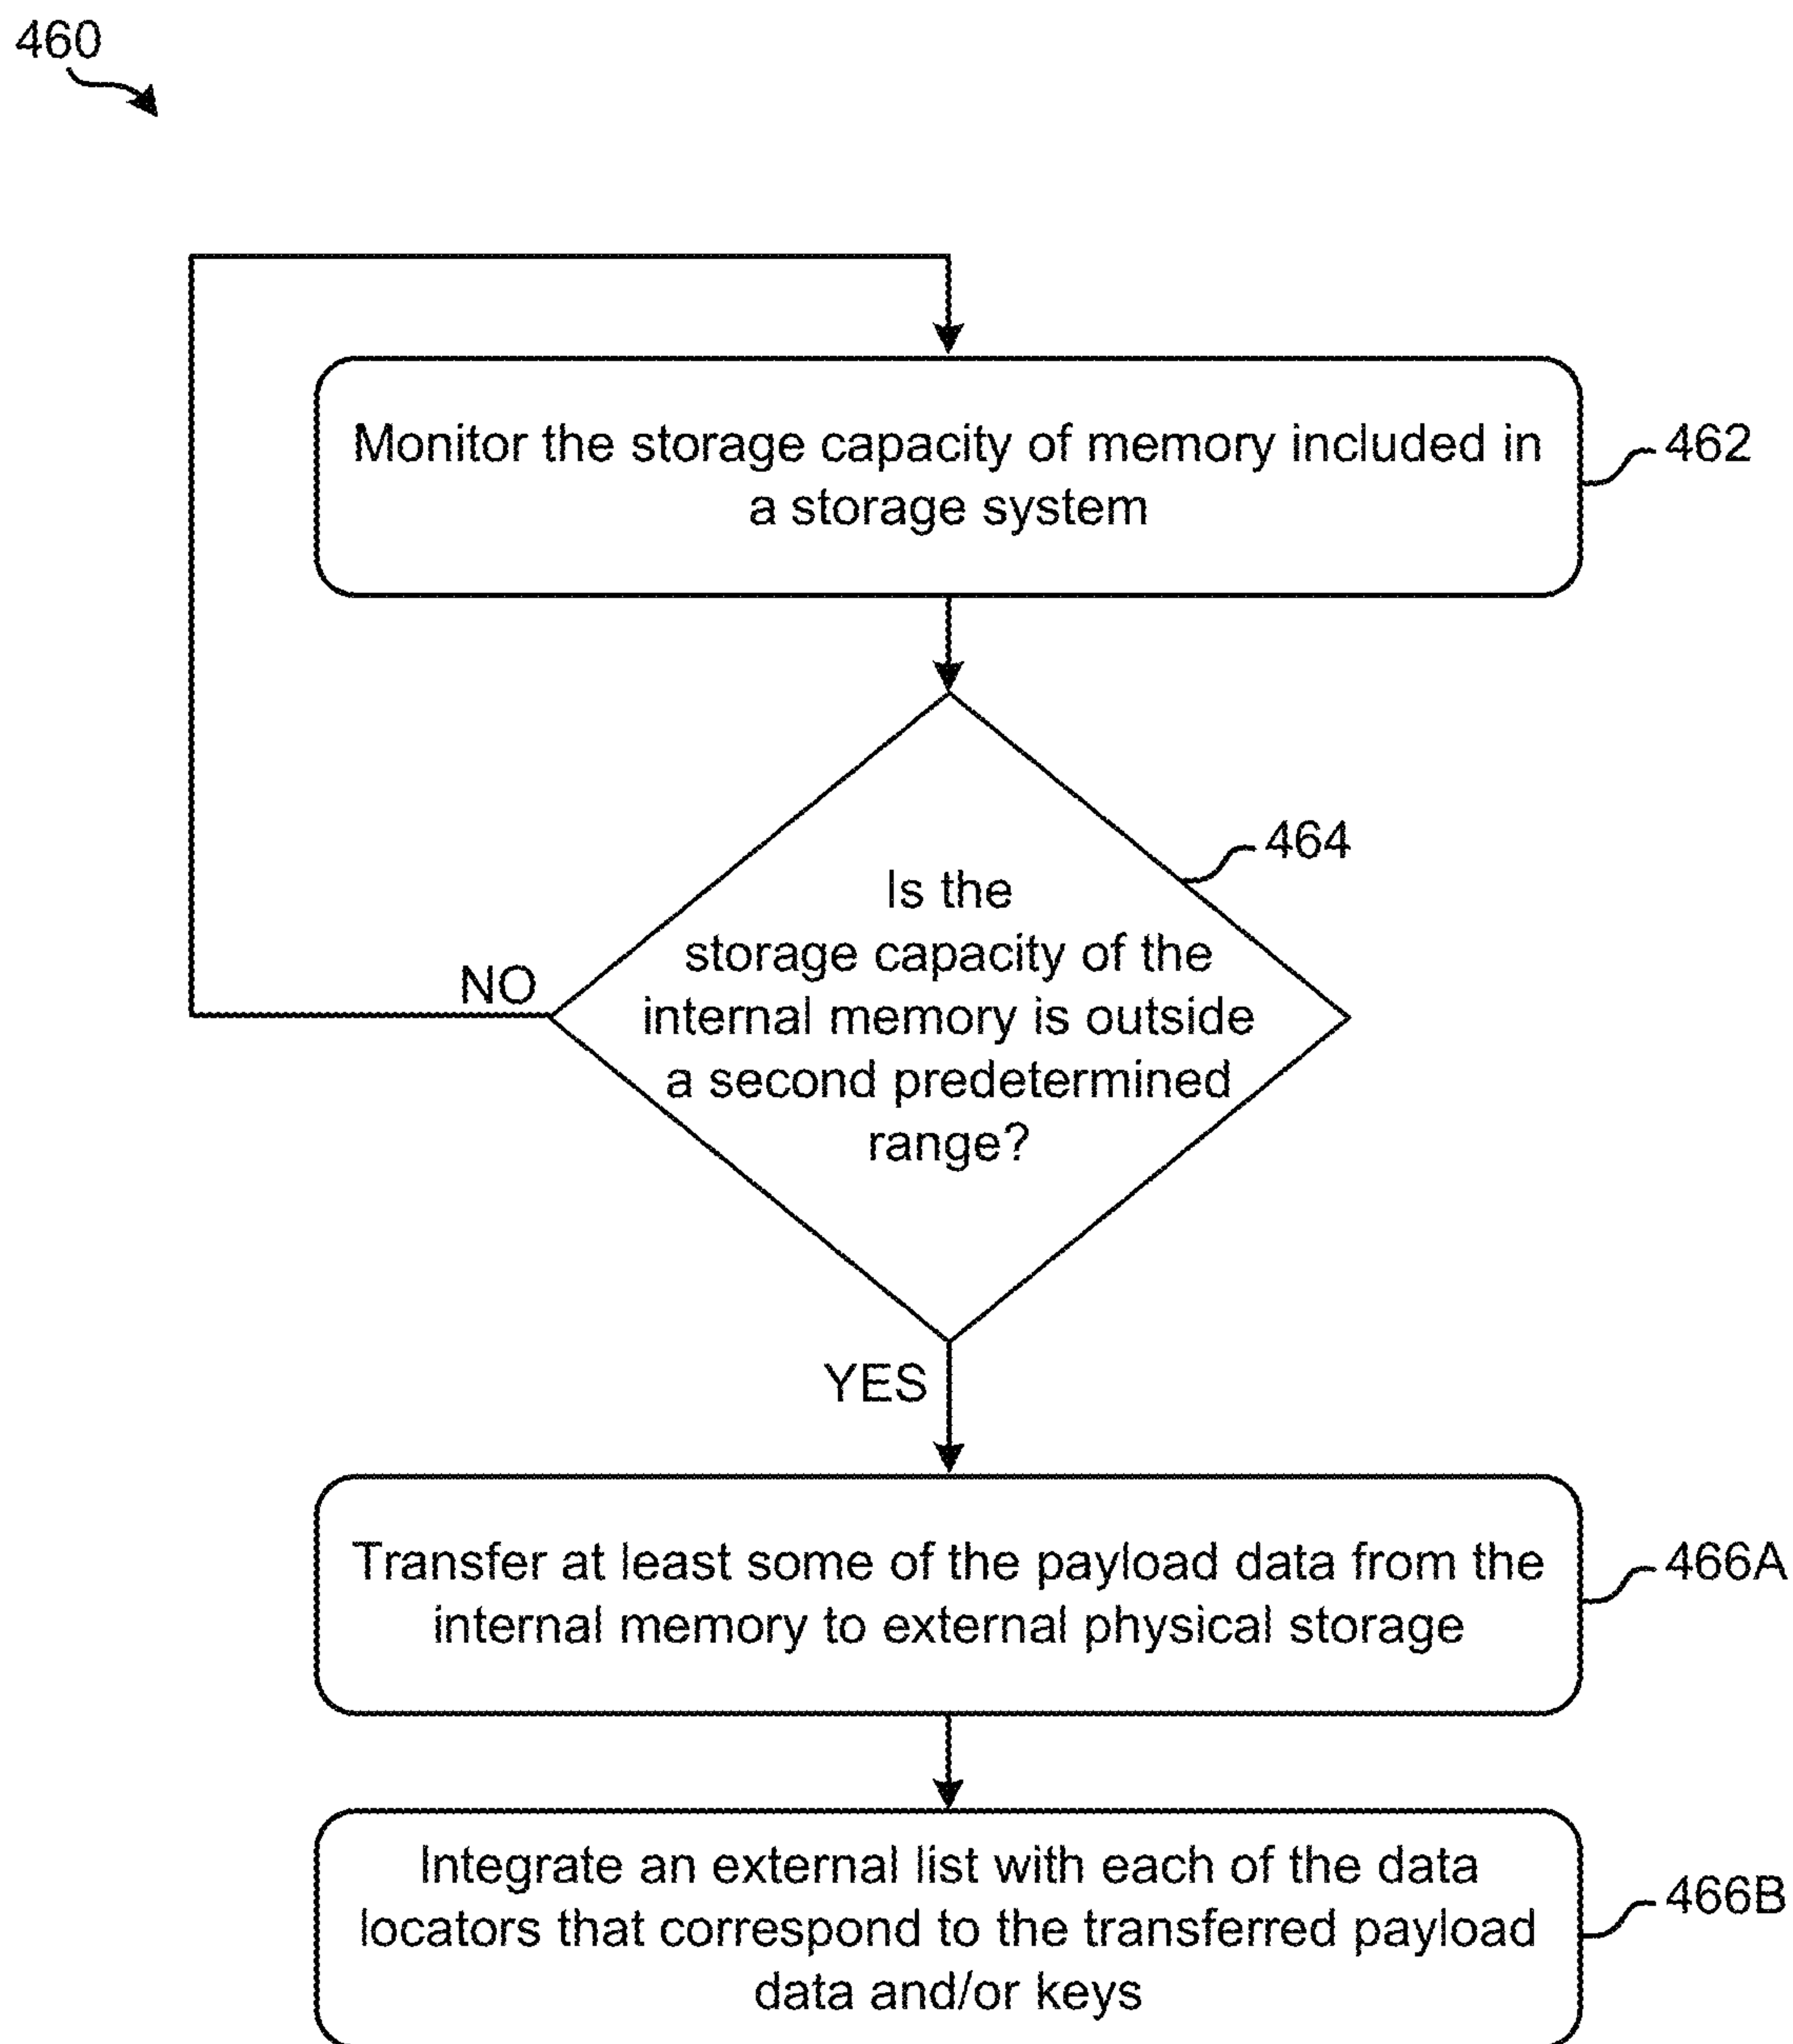 460
Monitor the storage capacity of memory included in
a storage system
462
464
Is the
storage capacity of the
internal memory is outside
a second predetermined
range?
NO
YES
Transfer at least some of the payload data from the
internal memory to external physical storage
466A
Integrate an external list with each of the data
locators that correspond to the transferred payload
data and/or keys
466B